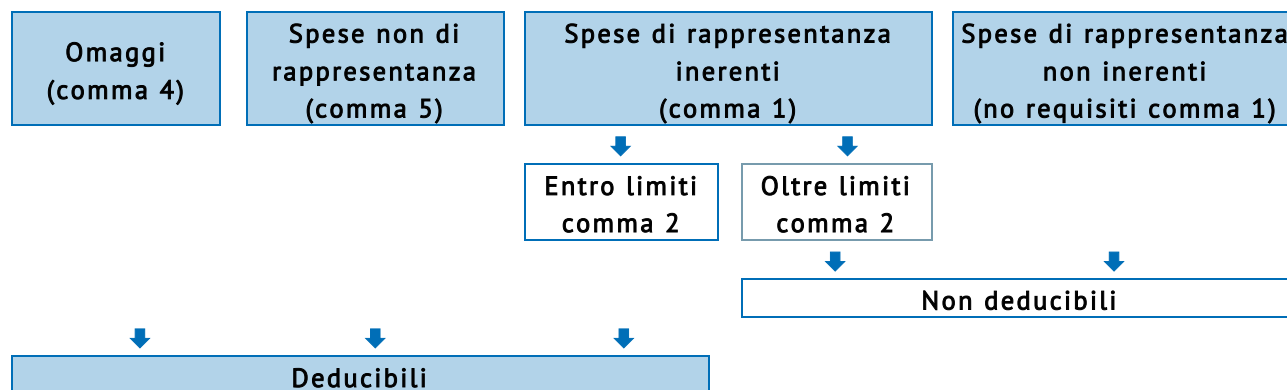 Omaggi
(comma 4)
Spese non di
rappresentanza
(comma 5)
Spese di rappresentanza
inerenti
(comma 1)
Spese di rappresentanza
non inerenti
(no requisiti comma 1)
Entro limiti
comma 2
Oltre limiti
comma 2
Non deducibili
Deducibili